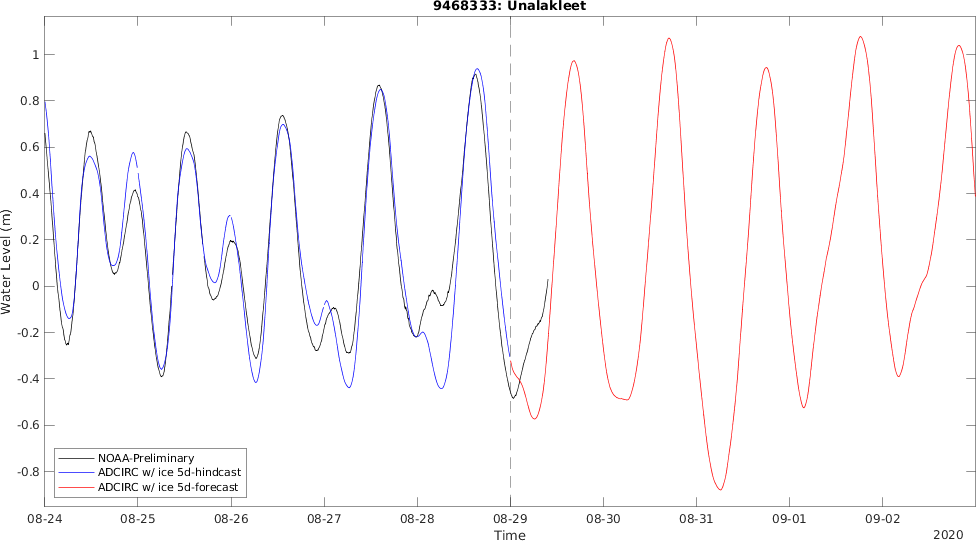 9468333: Unalakleet
Water Level (m)
1
0.8
0.6
0.4
0.2
0
-0.2
-0.4
-0.6
-0.8
NOAA-Preliminary
ADCIRC w/ ice 5d-hindcast
ADCIRC w/ ice 5d-forecast
08-24 08-25 08-26 08-27 08-28 08-29 08-30 08-31 09-01 09-02
Time
2020